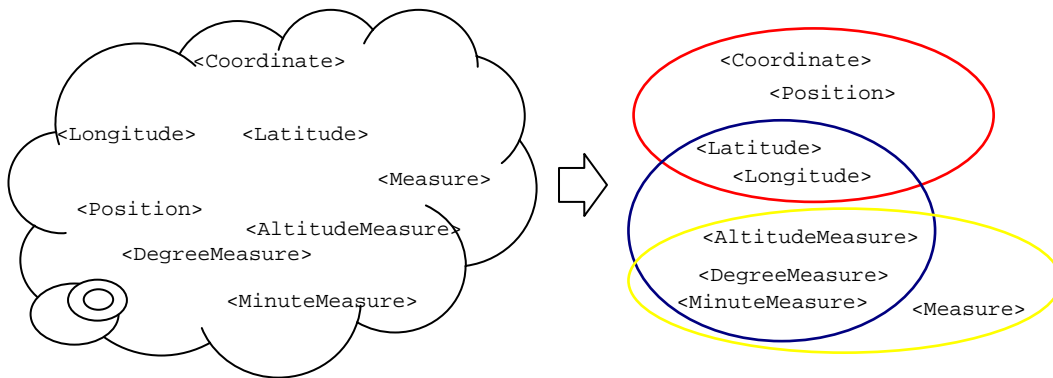 <Coordinate>
<Longitude> <Latitude>
<Measure>
<Position>
<AltitudeMeasure>
<DegreeMeasure>
<MinuteMeasure>
<Coordinate>
<Position>
<Latitude>
<Longitude>
<AltitudeMeasure>
<DegreeMeasure>
<MinuteMeasure>
<Measure>